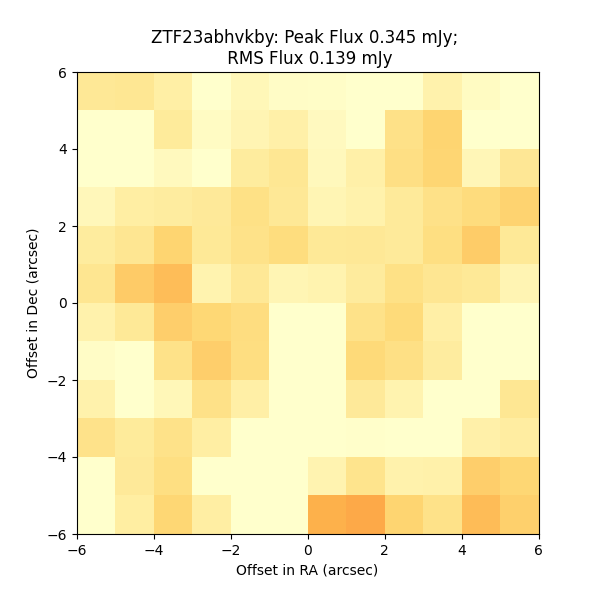 ZTF23abhvkby: Peak Flux 0.345 mJy;
RMS Flux 0.139 mJy
6
4
2
0
−2
−4
−6
Offset in Dec (arcsec)
−6 −4 −2 0 2 4 6
Offset in RA (arcsec)